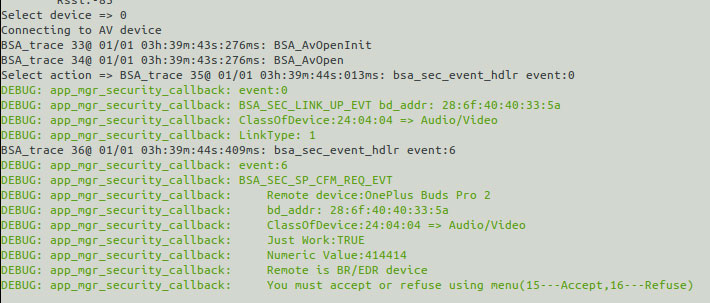 Rssi:-85
Select device => 0
Connecting to AV device
BSA_trace 33@ 01/01 03h:39m:43s:276ms: BSA_AvOpenInit
BSA_trace 34@ 01/01 03h:39m:43s:276ms: BSA_AvOpen
Select action => BSA_trace 35@ 01/01 03h:39m:44s:013ms: bsa_sec_event_hdlr event:0
DEBUG: app_mgr_security_callback: event:0
DEBUG: app_mgr_security_callback: BSA_SEC_LINK_UP_EVT bd_addr: 28:6f:40:40:33:5a
DEBUG: app_mgr_security_callback: ClassOfDevice:24:04:04 => Audio/Video
DEBUG: app_mgr_security_callback: LinkType: 1
BSA_trace 36@ 01/01 03h:39m:44s:409ms: bsa_sec_event_hdlr event:6
DEBUG: app_mgr_security_callback: event:6
DEBUG: app_mgr_security_callback: BSA_SEC_SP_CFM_REQ_EVT
DEBUG: app_mgr_security_callback:     Remote device:OnePlus Buds Pro 2
DEBUG: app_mgr_security_callback:     bd_addr: 28:6f:40:40:33:5a
DEBUG: app_mgr_security_callback:     ClassOfDevice:24:04:04 => Audio/Video
DEBUG: app_mgr_security_callback:     Just Work:TRUE
DEBUG: app_mgr_security_callback:     Numeric Value:414414
DEBUG: app_mgr_security_callback:     Remote is BR/EDR device
DEBUG: app_mgr_security_callback:     You must accept or refuse using menu(15---Accept,16---Refuse)